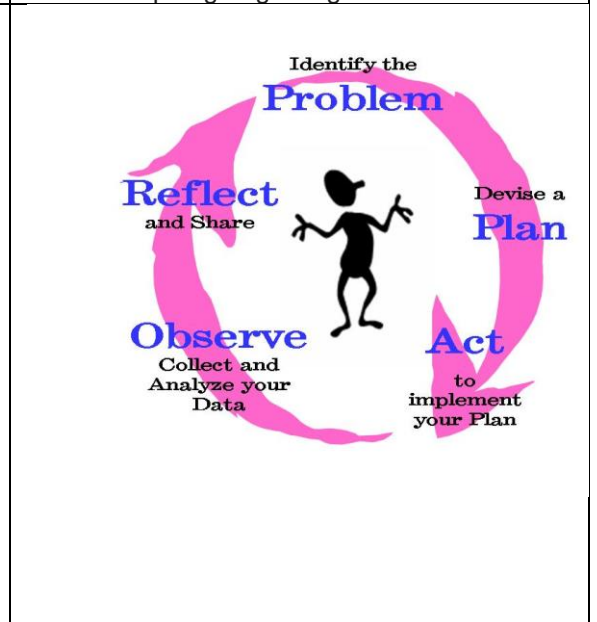 Identify the
Problem
Devise a
Plan
Act
to
implement
your Plan
Observe
Collect and
Analyze your
Data
Reflect
and Share